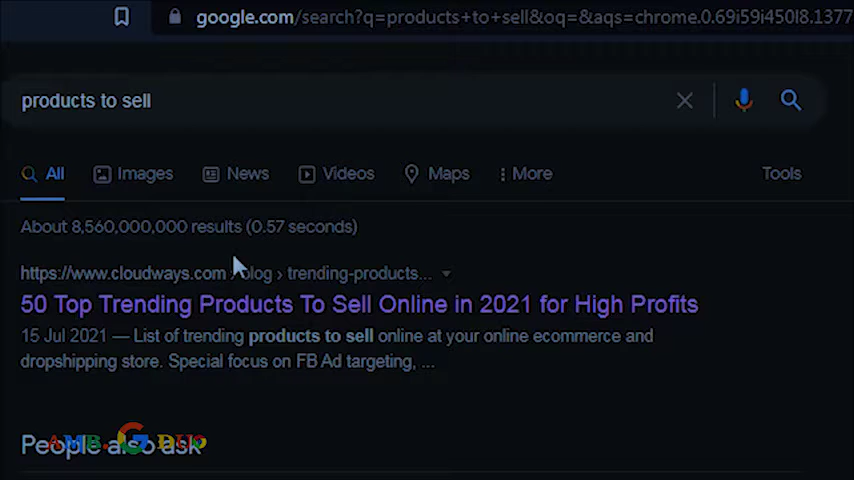 google.com/search?q=products+to+sell&oq=&aqs=chrome.0.69i59i450l8.1377
products to sell
All Images News Videos Maps More Tools
About 8,560,000,000 results (0.57 seconds)
https://www.cloudways.com › blog › trending-products...
50 Top Trending Products To Sell Online in 2021 for High Profits
15 Jul 2021 — List of trending products to sell online at your online ecommerce and
dropshipping store. Special focus on FB Ad targeting, ...
People also ask
AMB. G DUO